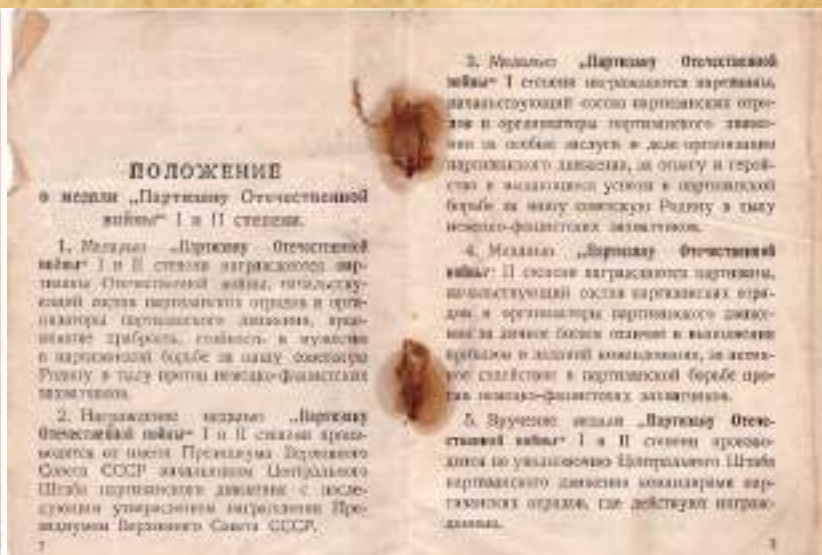 ПОЛОЖЕНИЕ
о медали „Партизану Отечественной
войны“ I и II степени.
1. Медалью „Партизану Отечественной
войны“ I и II степени награждаются пар-
тизаны Отечественной войны, начальству-
ющий состав партизанских отрядов и орга-
низаторы партизанского движения, проя-
вившие храбрость, стойкость и мужество
в партизанской борьбе за нашу советскую
Родину в тылу против немецко-фашистских
захватчиков.
2. Награждение медалью „Партизану
Отечественной войны“ I и II степени произ-
водится от имени Президиума Верховного
Совета СССР начальником Центрального
Штаба партизанского движения с после-
дующим утверждением награждения Пре-
зидиумом Верховного Совета СССР.
3. Медалью „Партизану Отечественной
войны“ I степени награждаются партизаны,
начальствующий состав партизанских отря-
дов и организаторы партизанского движе-
ния за особые заслуги в деле организации
партизанского движения, за отвагу и герой-
ство и выдающиеся успехи в партизанской
борьбе за нашу советскую Родину в тылу
немецко-фашистских захватчиков.
4. Медалью „Партизану Отечественной
войны“ II степени награждаются партизаны,
начальствующий состав партизанских отря-
дов и организаторы партизанского движе-
ния за личное боевое отличие в выполнении
приказов и заданий командования, за актив-
ное содействие в партизанской борьбе про-
тив немецко-фашистских захватчиков.
5. Вручение медали „Партизану Отече-
ственной войны“ I и II степени производ-
ится по уполномочию Центрального Штаба
партизанского движения командирами пар-
тизанских отрядов, где действуют награж-
денные.